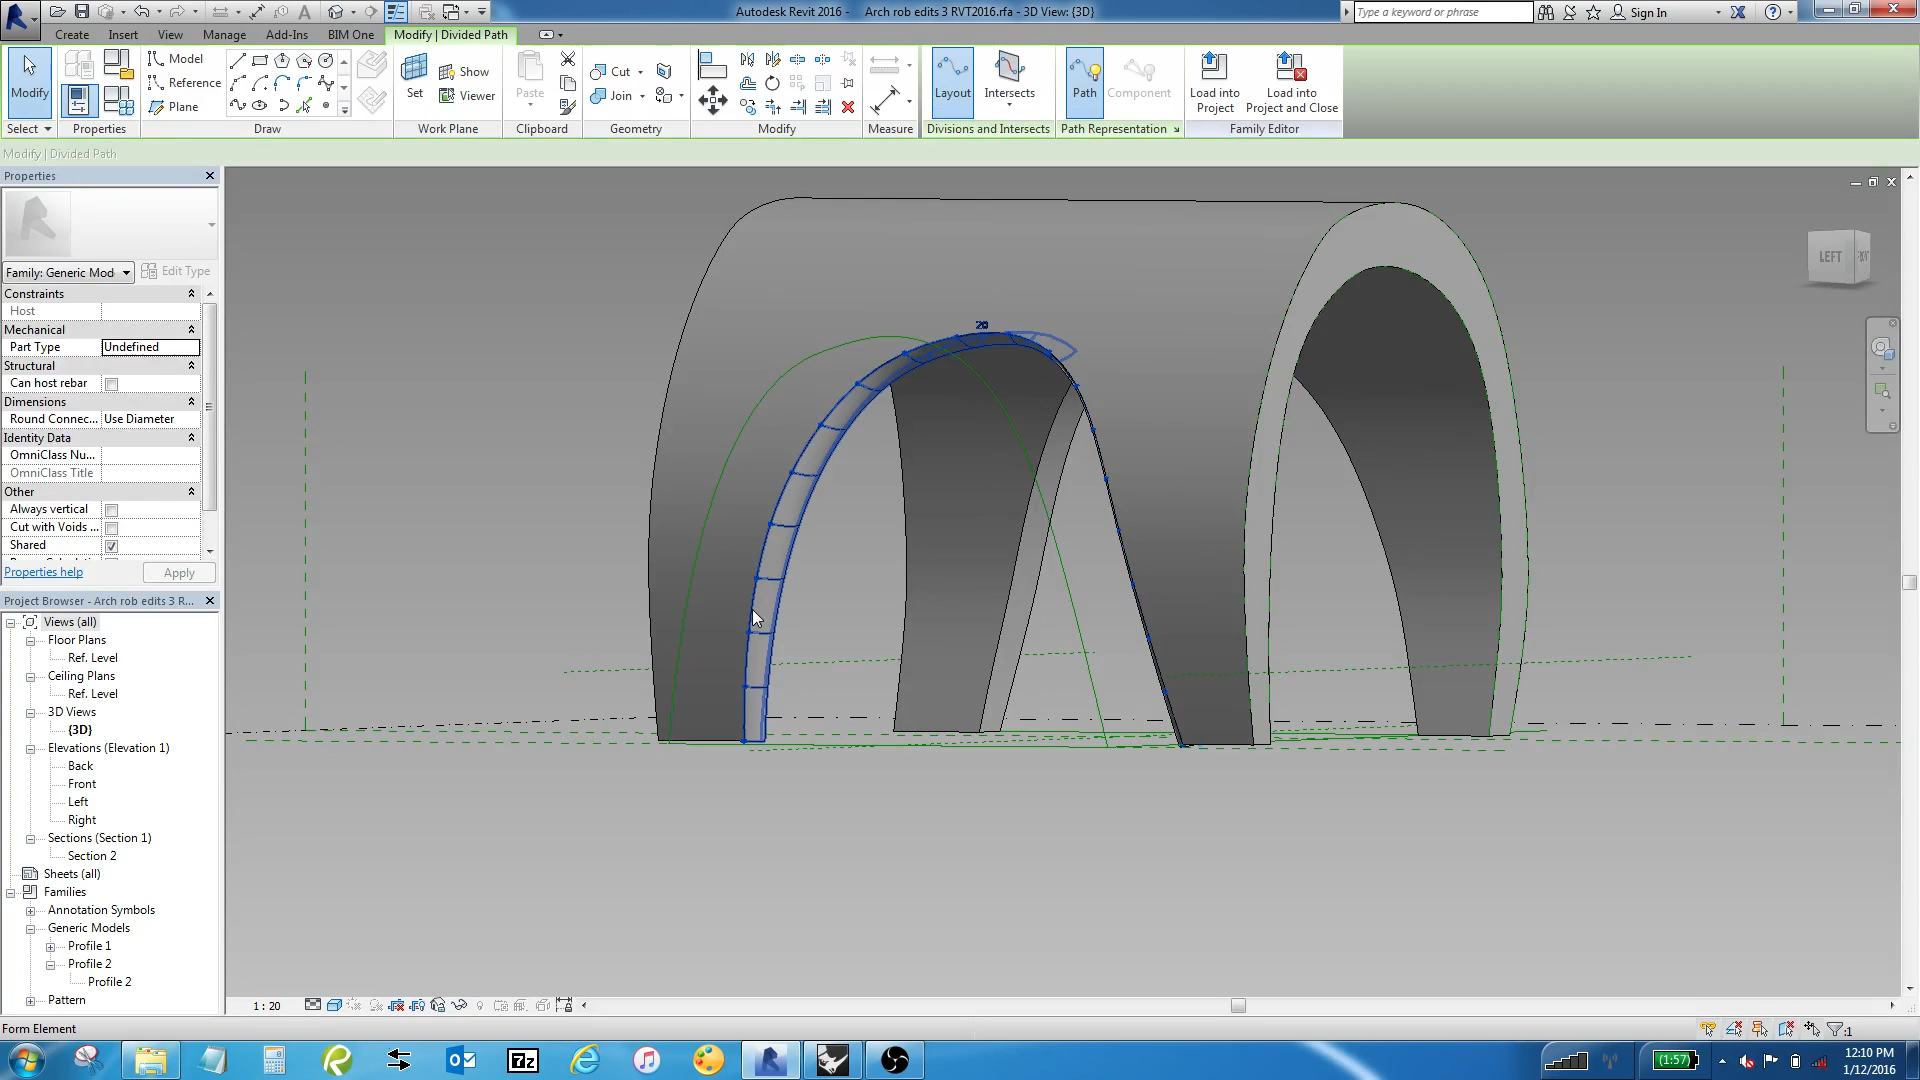 Autodesk Revit 2016 - Arch rob edits 3 RVT2016.rfa - 3D View: {3D}
Type a keyword or phrase
Sign In
Create Insert View Manage Add-Ins BIM One Modify | Divided Path
Modify
Model
Reference
Plane
Set
Show
Viewer
Paste
Cut
Join
Layout
Intersects
Path
Component
Load into
Project
Load into
Project and Close
Select Properties Draw Work Plane Clipboard Geometry Modify Measure Divisions and Intersects Path Representation Family Editor
Modify | Divided Path
Properties
Family: Generic Mod
Edit Type
Constraints
Host
Mechanical
Part Type Undefined
Structural
Can host rebar
Dimensions
Round Connec... Use Diameter
Identity Data
OmniClass Nu...
OmniClass Title
Other
Always vertical
Cut with Voids ...
Shared
Properties help
Apply
Project Browser - Arch rob edits 3 R...
Views (all)
Floor Plans
Ref. Level
Ceiling Plans
Ref. Level
3D Views
{3D}
Elevations (Elevation 1)
Back
Front
Left
Right
Sections (Section 1)
Section 2
Sheets (all)
Families
Annotation Symbols
Generic Models
Profile 1
Profile 2
Profile 2
Pattern
20
LEFT
1 : 20
Form Element
:1
7z
(1:57)
12:10 PM
1/12/2016